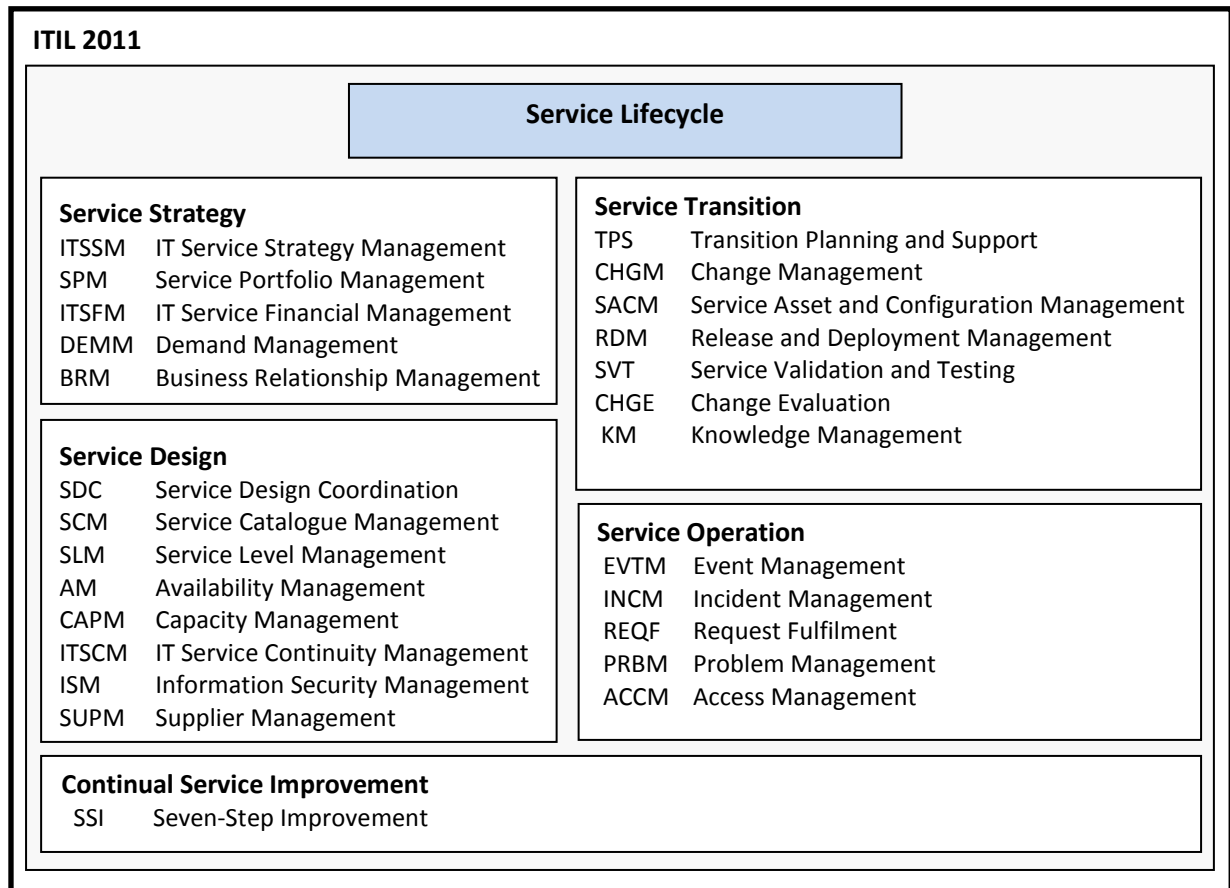 ITIL 2011
Service Lifecycle
Service Strategy
ITSSM IT Service Strategy Management
SPM Service Portfolio Management
ITSFM IT Service Financial Management
DEMM Demand Management
BRM Business Relationship Management
Service Design
SDC Service Design Coordination
SCM Service Catalogue Management
SLM Service Level Management
AM Availability Management
CAPM Capacity Management
ITSCM IT Service Continuity Management
ISM Information Security Management
SUPM Supplier Management
Service Transition
TPS Transition Planning and Support
CHGM Change Management
SACM Service Asset and Configuration Management
RDM Release and Deployment Management
SVT Service Validation and Testing
CHGE Change Evaluation
KM Knowledge Management
Service Operation
EVTM Event Management
INCM Incident Management
REQF Request Fulfilment
PRBM Problem Management
ACCM Access Management
Continual Service Improvement
SSI Seven-Step Improvement